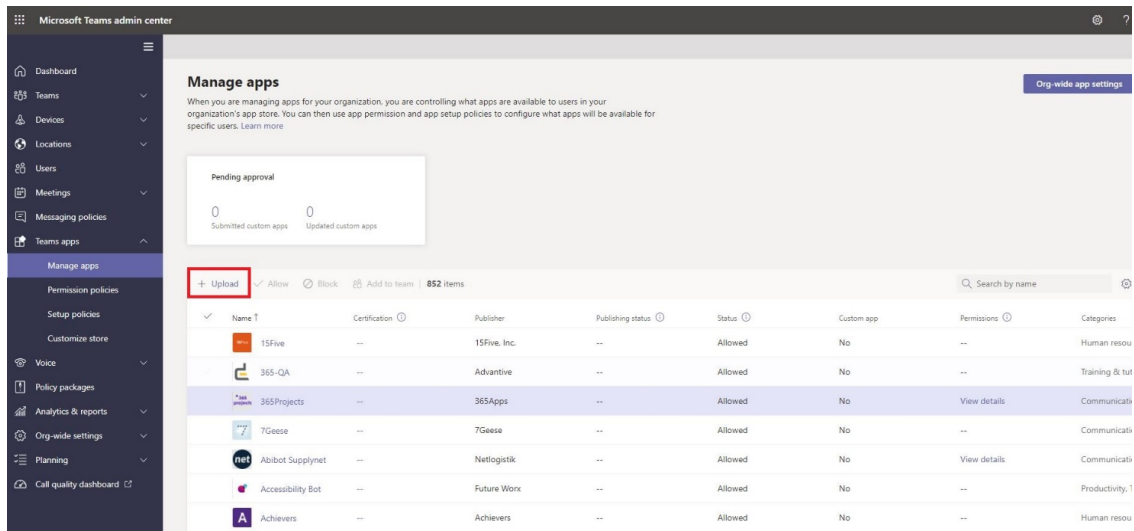 Microsoft Teams admin center
?
Dashboard
Teams
Devices
Locations
Users
Meetings
Messaging policies
Teams apps
Manage apps
Permission policies
Setup policies
Customize store
Voice
Policy packages
Analytics & reports
Org-wide settings
Planning
Call quality dashboard
Manage apps
Org-wide app settings
When you are managing apps for your organization, you are controlling what apps are available to users in your
organization's app store. You can then use app permission and app setup policies to configure what apps will be available for
specific users. Learn more
Pending approval
0 0
Submitted custom apps Updated custom apps
+ Upload Allow Block Add to team | 852 items Search by name
Name ↑ Certification Publisher Publishing status Status Custom app Permissions Categories
15Five -- 15Five, Inc. -- Allowed No -- Human resou
365-QA -- Advantive -- Allowed No -- Training & tut
365 projects 365Projects -- 365Apps -- Allowed No View details Communicati
7 7Geese -- 7Geese -- Allowed No -- Communicati
net Abibot Supplynet -- Netlogistik -- Allowed No View details Communicati
Accessibility Bot -- Future Worx -- Allowed No -- Productivity, T
A Achievers -- Achievers -- Allowed No -- Human resou